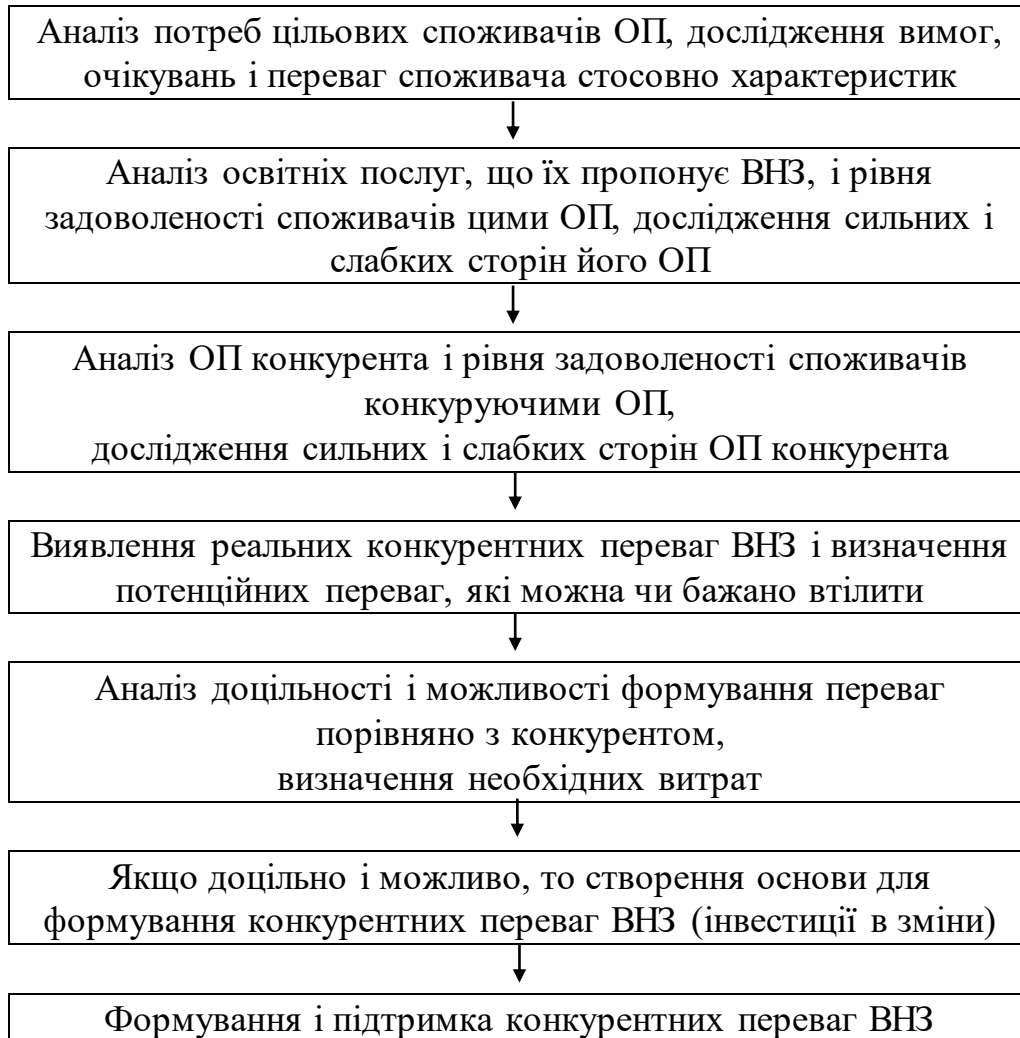 Аналіз потреб цільових споживачів ОП, дослідження вимог,
очікувань і переваг споживача стосовно характеристик
Аналіз освітніх послуг, що їх пропонує ВНЗ, і рівня
задоволеності споживачів цими ОП, дослідження сильних і
слабких сторін його ОП
Аналіз ОП конкурента і рівня задоволеності споживачів
конкуруючими ОП,
дослідження сильних і слабких сторін ОП конкурента
Виявлення реальних конкурентних переваг ВНЗ і визначення
потенційних переваг, які можна чи бажано втілити
Аналіз доцільності і можливості формування переваг
порівняно з конкурентом,
визначення необхідних витрат
Якщо доцільно і можливо, то створення основи для
формування конкурентних переваг ВНЗ (інвестиції в зміни)
Формування і підтримка конкурентних переваг ВНЗ